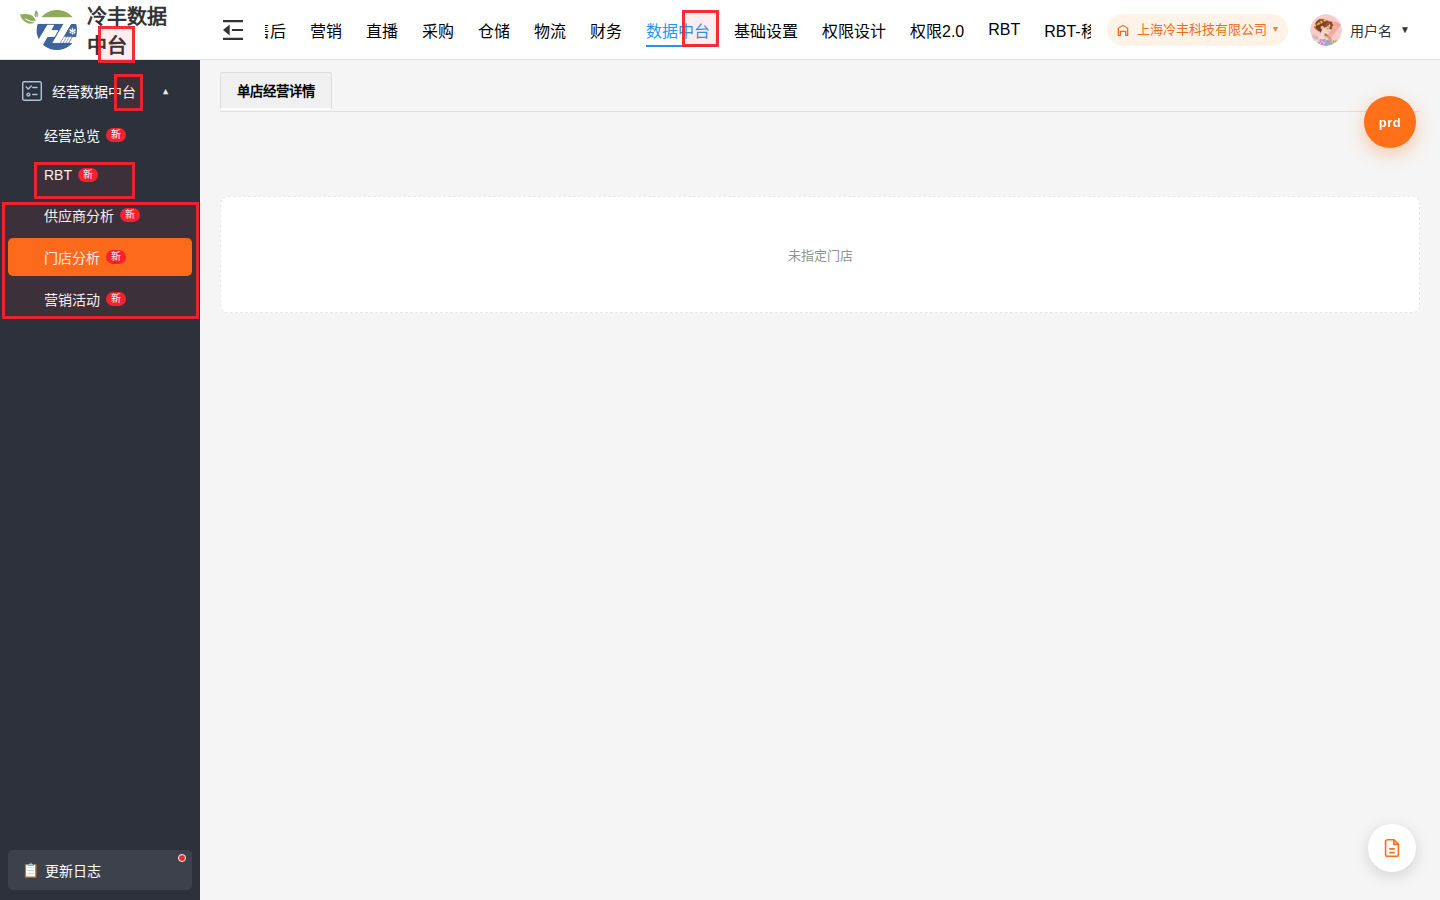 冷丰数据
中台
售后 营销 直播 采购 仓储 物流 财务 数据中台 基础设置 权限设计 权限2.0 RBT RBT-移
上海冷丰科技有限公司
用户名
经营数据中台
经营总览 新
RBT 新
供应商分析 新
门店分析 新
营销活动 新
更新日志
单店经营详情
prd
未指定门店